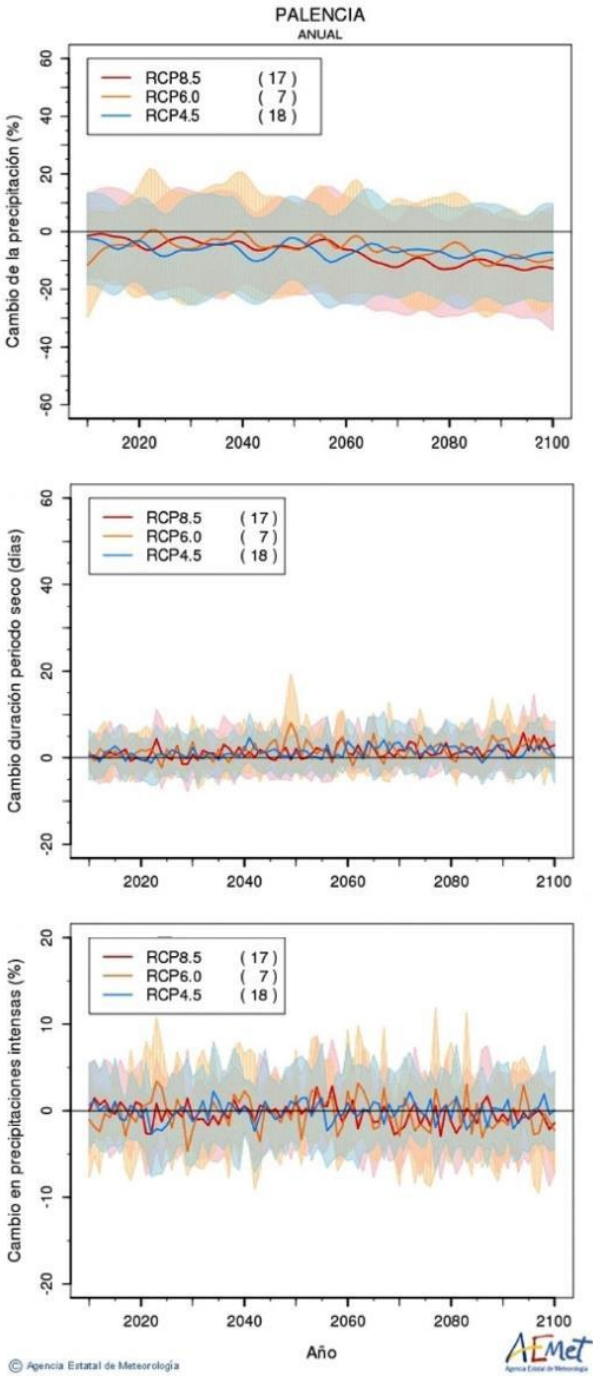 PALENCIA
ANUAL
Cambio de la precipitación (%)
60
40
20
0
-20
-40
-60
RCP8.5 ( 17 )
RCP6.0 ( 7 )
RCP4.5 ( 18 )
2020 2040 2060 2080 2100
Cambio duración periodo seco (días)
60
40
20
0
-20
RCP8.5 ( 17 )
RCP6.0 ( 7 )
RCP4.5 ( 18 )
2020 2040 2060 2080 2100
Cambio en precipitaciones intensas (%)
20
10
0
-10
-20
RCP8.5 ( 17 )
RCP6.0 ( 7 )
RCP4.5 ( 18 )
2020 2040 2060 2080 2100
Año
© Agencia Estatal de Meteorología
AEmet
Agencia Estatal de Meteorología